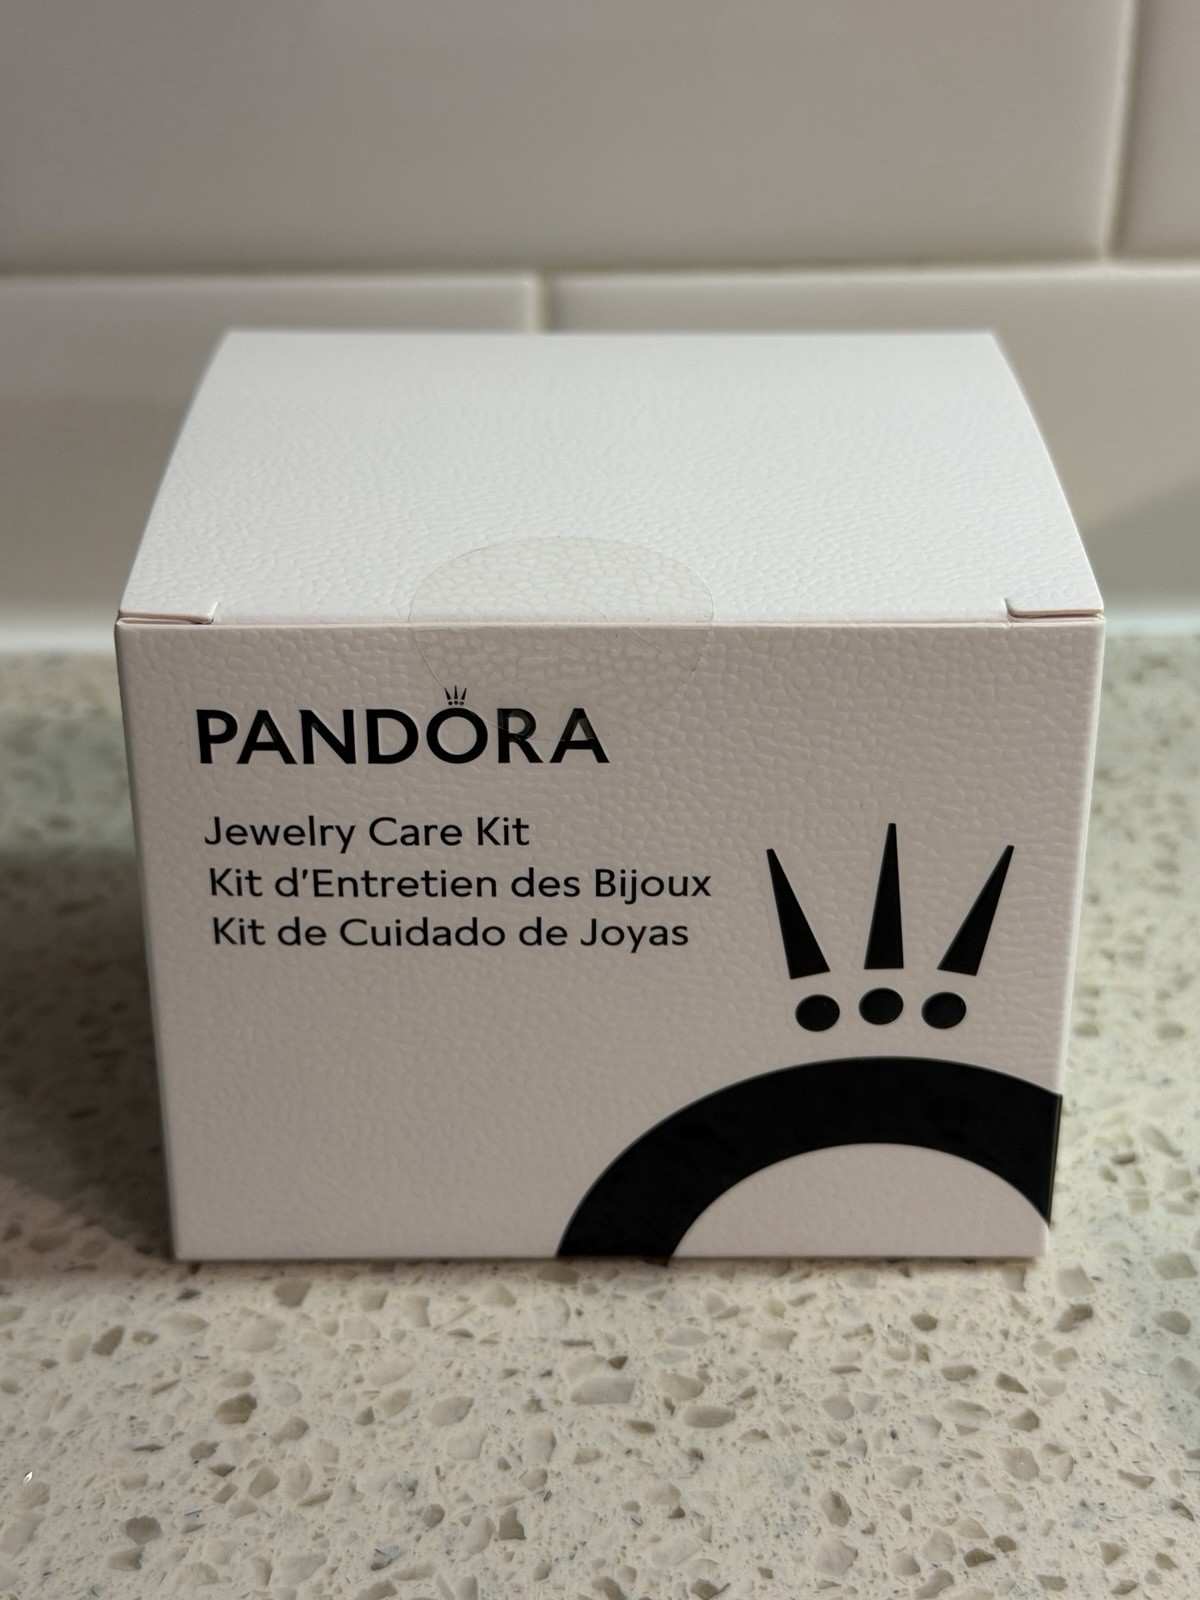 PANDORA
Jewelry Care Kit
Kit d’Entretien des Bijoux
Kit de Cuidado de Joyas